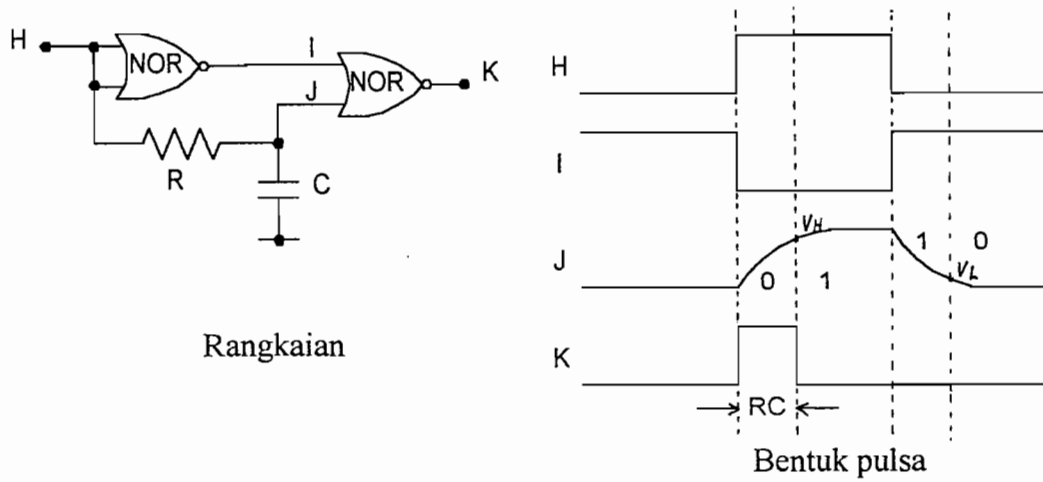 H
NOR
I
J
NOR
K
R
C
Rangkaian
H
I
J
V_H
0
1
1
0
V_L
K
RC
Bentuk pulsa